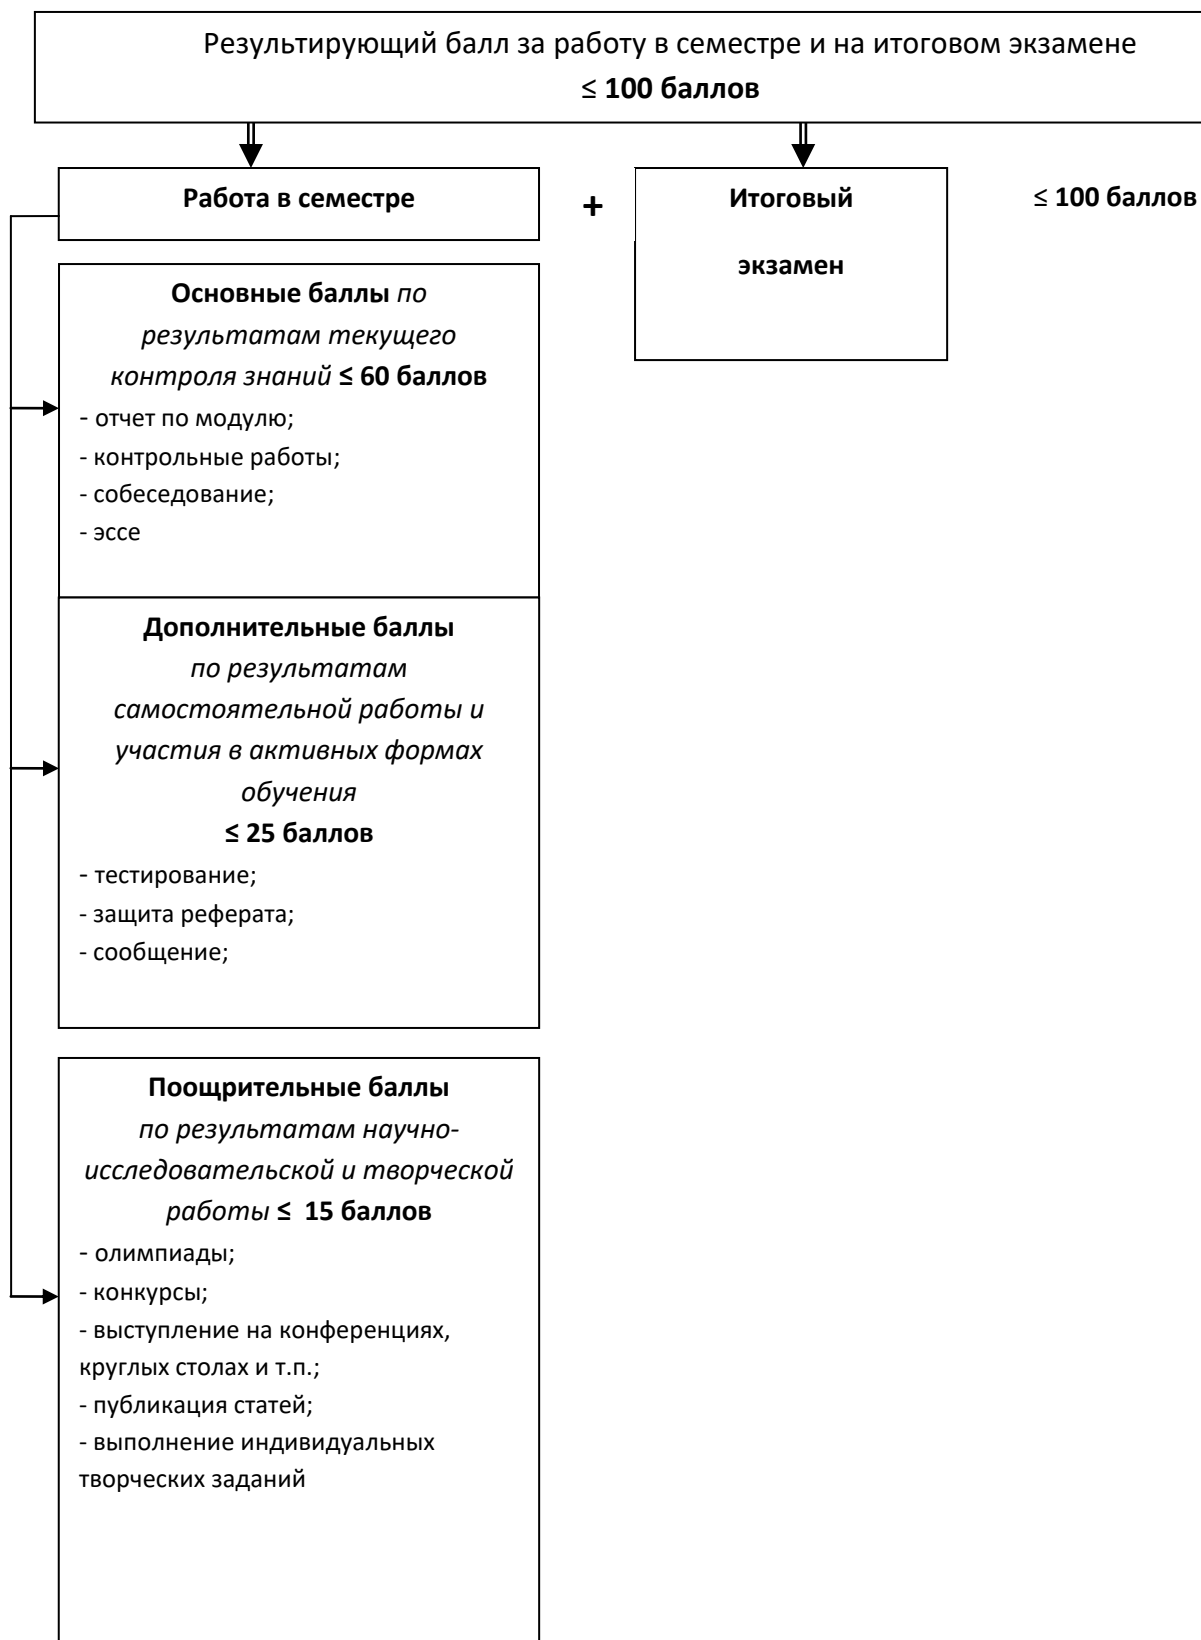 Результирующий балл за работу в семестре и на итоговом экзамене
≤ 100 баллов
Работа в семестре
+
Итоговый
экзамен
≤ 100 баллов
Основные баллы по
результатам текущего
контроля знаний ≤ 60 баллов
- отчет по модулю;
- контрольные работы;
- собеседование;
- эссе
Дополнительные баллы
по результатам
самостоятельной работы и
участия в активных формах
обучения
≤ 25 баллов
- тестирование;
- защита реферата;
- сообщение;
Поощрительные баллы
по результатам научно-
исследовательской и творческой
работы ≤ 15 баллов
- олимпиады;
- конкурсы;
- выступление на конференциях,
круглых столах и т.п.;
- публикация статей;
- выполнение индивидуальных
творческих заданий